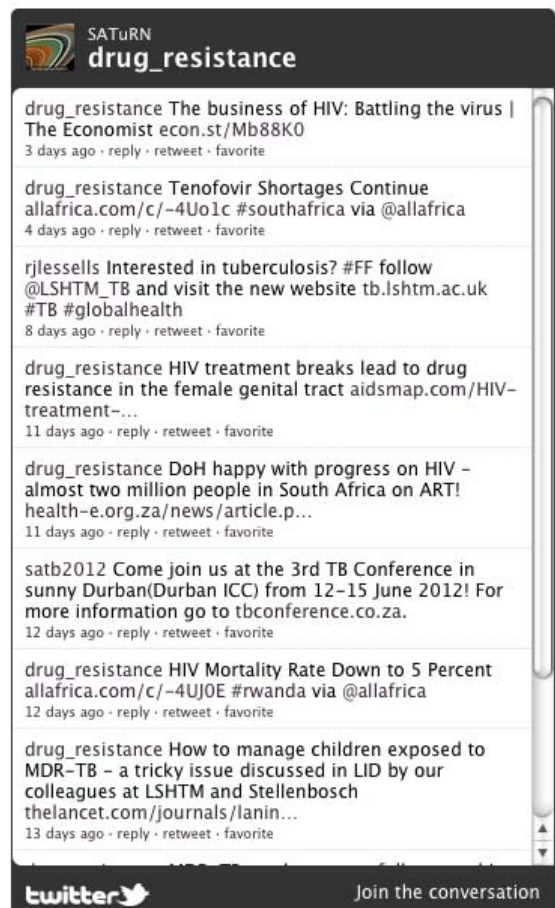 SATuRN
drug_resistance
drug_resistance The business of HIV: Battling the virus |
The Economist econ.st/Mb88K0
3 days ago · reply · retweet · favorite
drug_resistance Tenofovir Shortages Continue
allafrica.com/c/-4Uo1c #southafrica via @allafrica
4 days ago · reply · retweet · favorite
rjlessells Interested in tuberculosis? #FF follow
@LSHTM_TB and visit the new website tb.lshtm.ac.uk
#TB #globalhealth
8 days ago · reply · retweet · favorite
drug_resistance HIV treatment breaks lead to drug
resistance in the female genital tract aidsmap.com/HIV-
treatment-...
11 days ago · reply · retweet · favorite
drug_resistance DoH happy with progress on HIV -
almost two million people in South Africa on ART!
health-e.org.za/news/article.p...
11 days ago · reply · retweet · favorite
satb2012 Come join us at the 3rd TB Conference in
sunny Durban(Durban ICC) from 12-15 June 2012! For
more information go to tbconference.co.za.
12 days ago · reply · retweet · favorite
drug_resistance HIV Mortality Rate Down to 5 Percent
allafrica.com/c/-4UJ0E #rwanda via @allafrica
12 days ago · reply · retweet · favorite
drug_resistance How to manage children exposed to
MDR-TB - a tricky issue discussed in LID by our
colleagues at LSHTM and Stellenbosch
thelancet.com/journals/lanin...
13 days ago · reply · retweet · favorite
twitter
Join the conversation